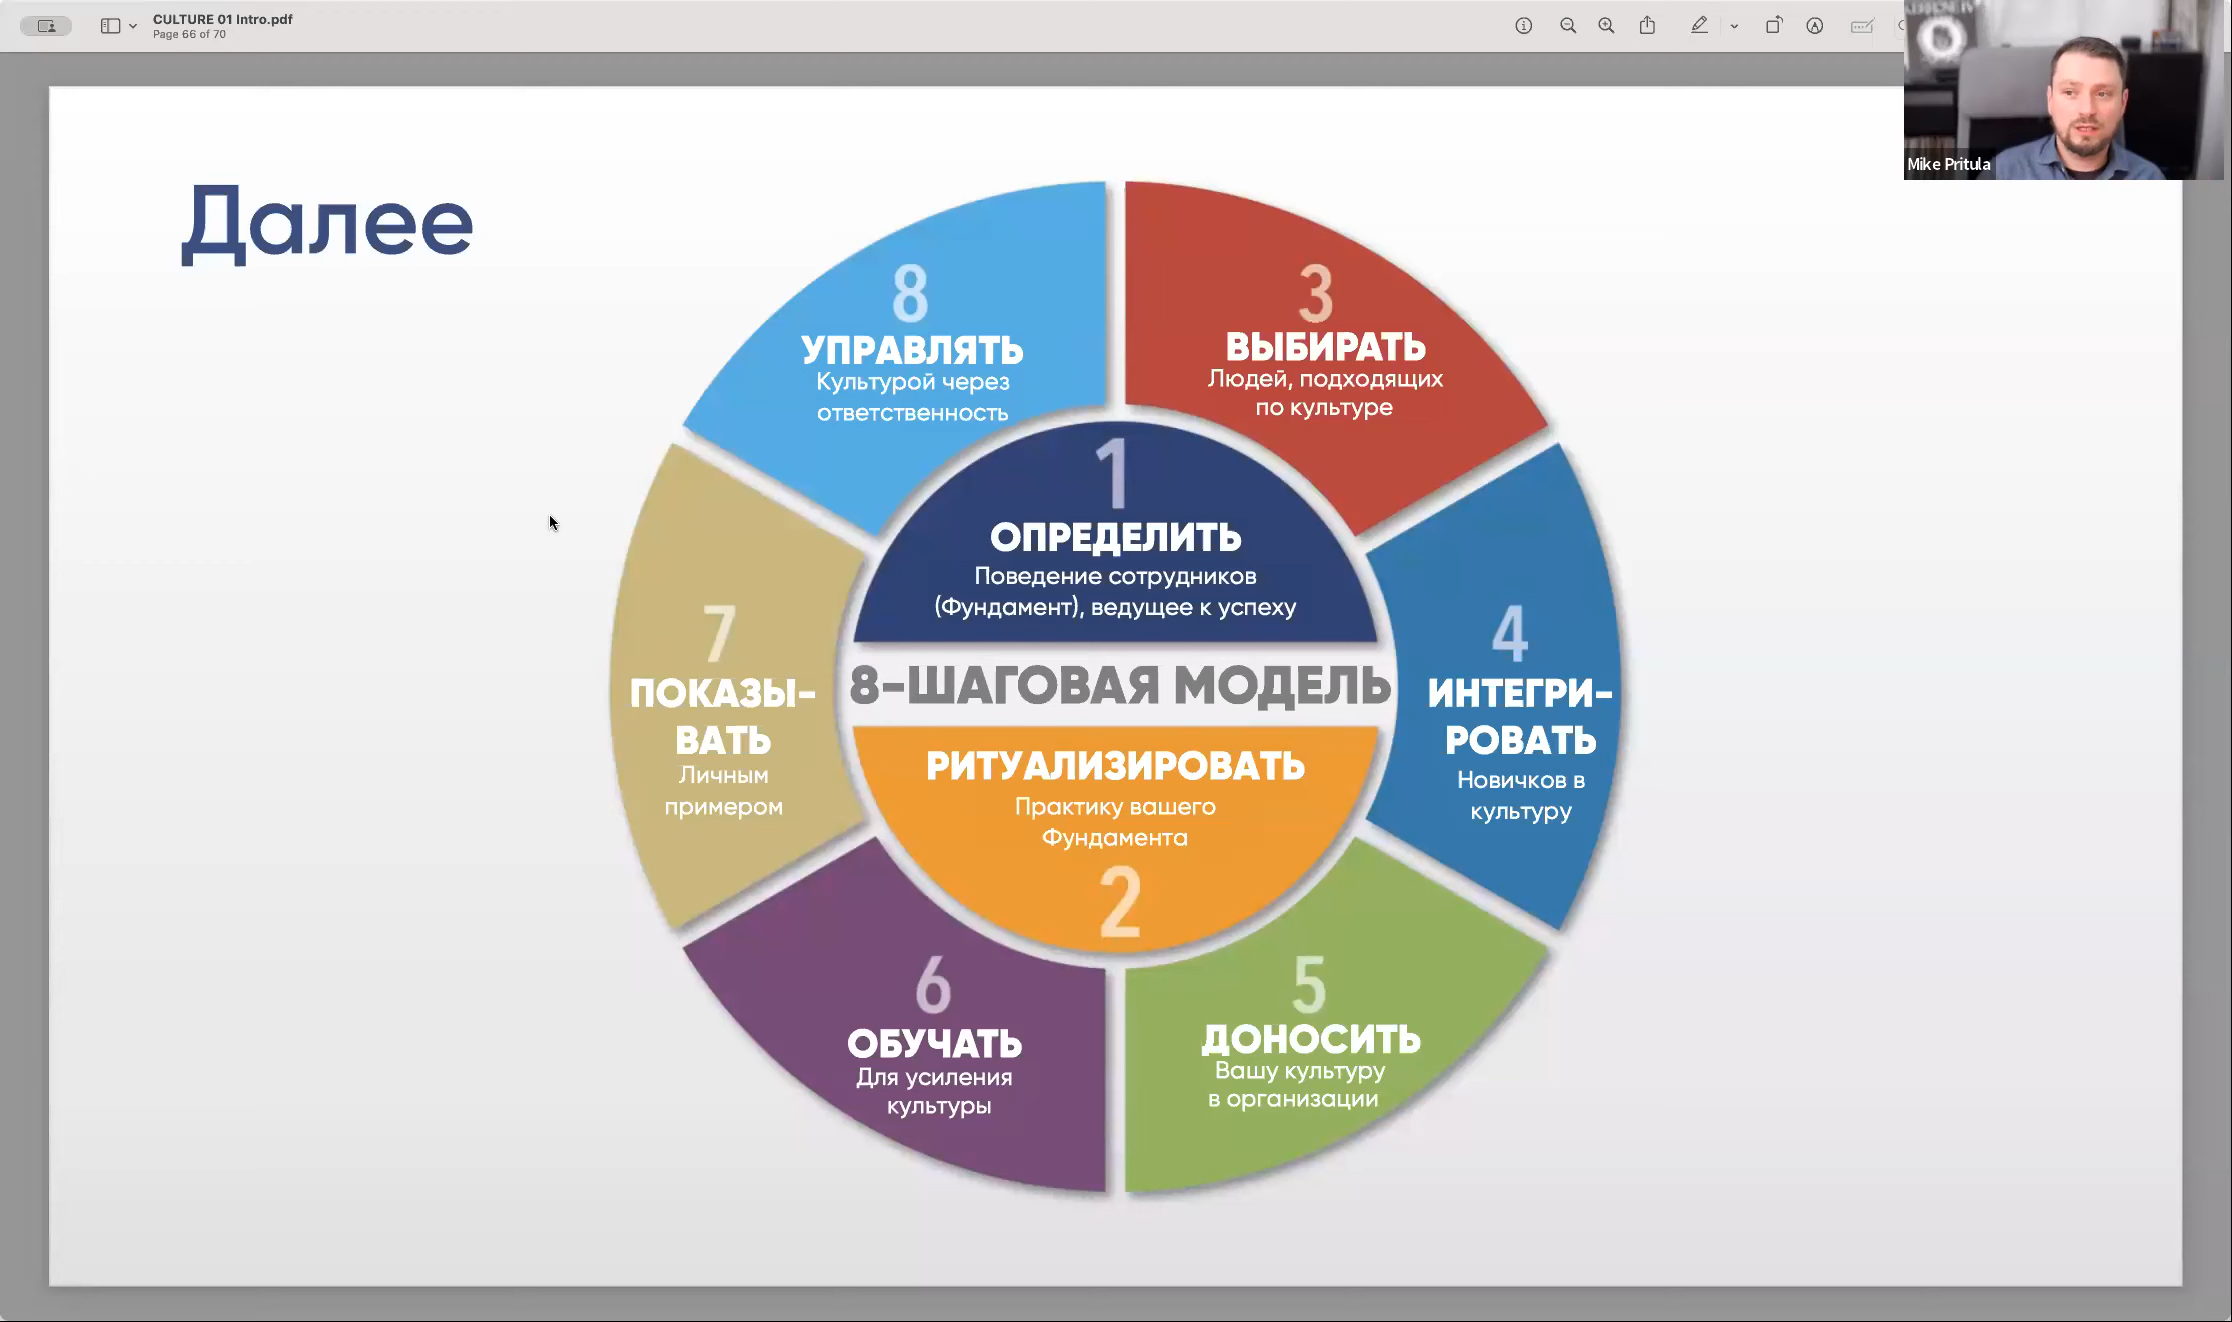 CULTURE 01 Intro.pdf
Page 66 of 70
Mike Pritula
Далее
8
УПРАВЛЯТЬ
Культурой через
ответственность
3
ВЫБИРАТЬ
Людей, подходящих
по культуре
1
ОПРЕДЕЛИТЬ
Поведение сотрудников
(Фундамент), ведущее к успеху
7
ПОКАЗЫ-
ВАТЬ
Личным
примером
8-ШАГОВАЯ МОДЕЛЬ
4
ИНТЕГРИ-
РОВАТЬ
Новичков в
культуру
РИТУАЛИЗИРОВАТЬ
Практику вашего
Фундамента
2
6
ОБУЧАТЬ
Для усиления
культуры
5
ДОНОСИТЬ
Вашу культуру
в организации